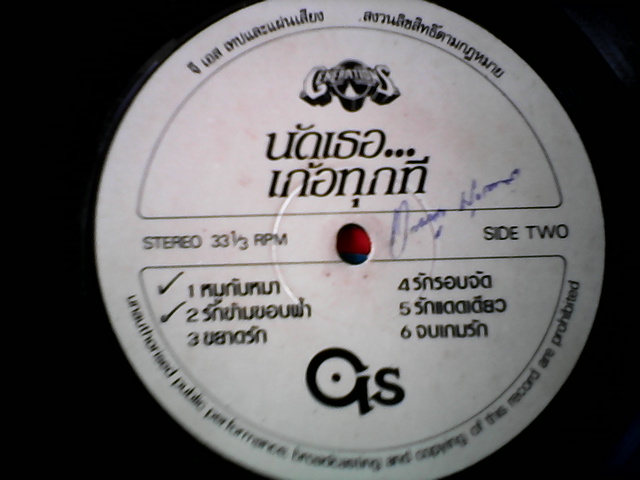 จี เอส เทปและแผ่นเสียง สงวนลิขสิทธิ์ตามกฎหมาย
GENERATIONS
นัดเธอ...
เก้อทุกที
STEREO 33 1/3 RPM
SIDE TWO
1 หมูกับหมา
2 รักข้ามขอบฟ้า
3 ขยาดรัก
4 รักรอบจัด
5 รักแดดเดียว
6 จบเกมรัก
Gs
unauthorised public performance broadcasting and copying of this record are prohibited